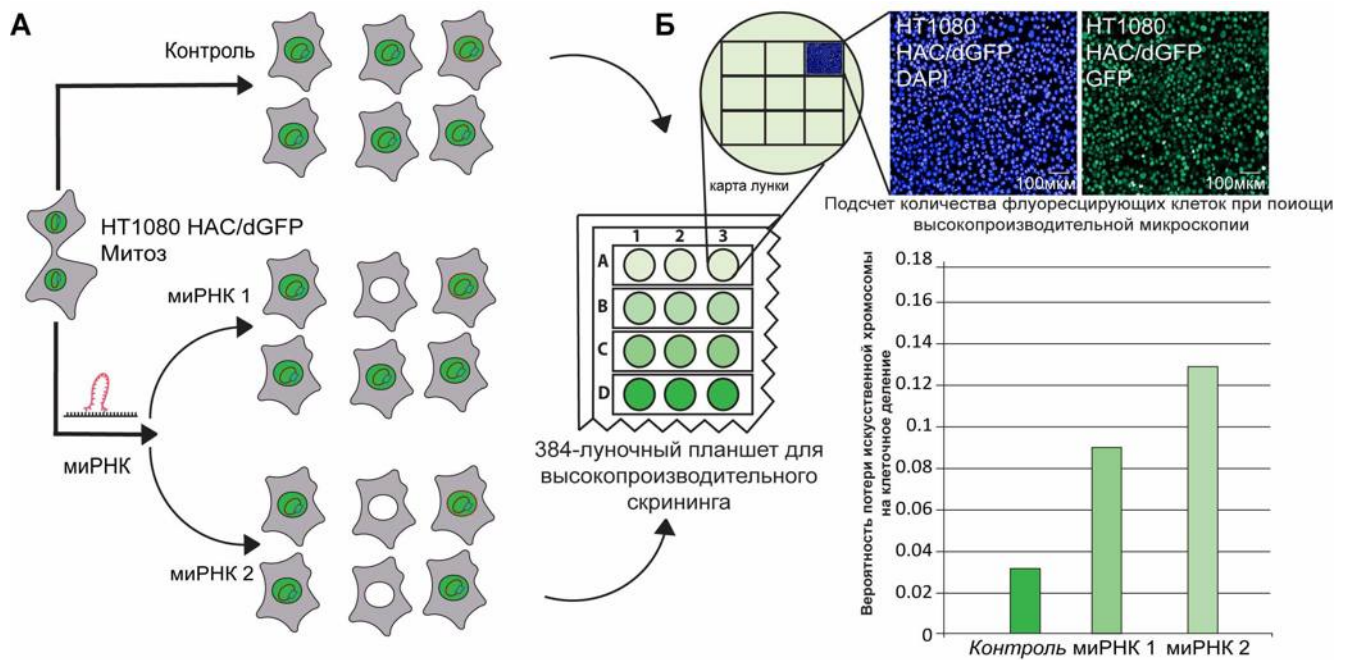 А
Контроль
HT1080 HAC/dGFP
Митоз
миРНК 1
миРНК
миРНК 2
Б
карта лунки
1 2 3
A
B
C
D
384-луночный планшет для
высокопроизводительного
скрининга
HT1080
HAC/dGFP
DAPI
100мкм
HT1080
HAC/dGFP
GFP
100мкм
Подсчет количества флуоресцирующих клеток при поиощи
высокопроизводительной микроскопии
Вероятность потери искусственной хромосомы
на клеточное деление
0.18
0.16
0.14
0.12
0.10
0.08
0.06
0.04
0.02
0
Контроль миРНК 1 миРНК 2